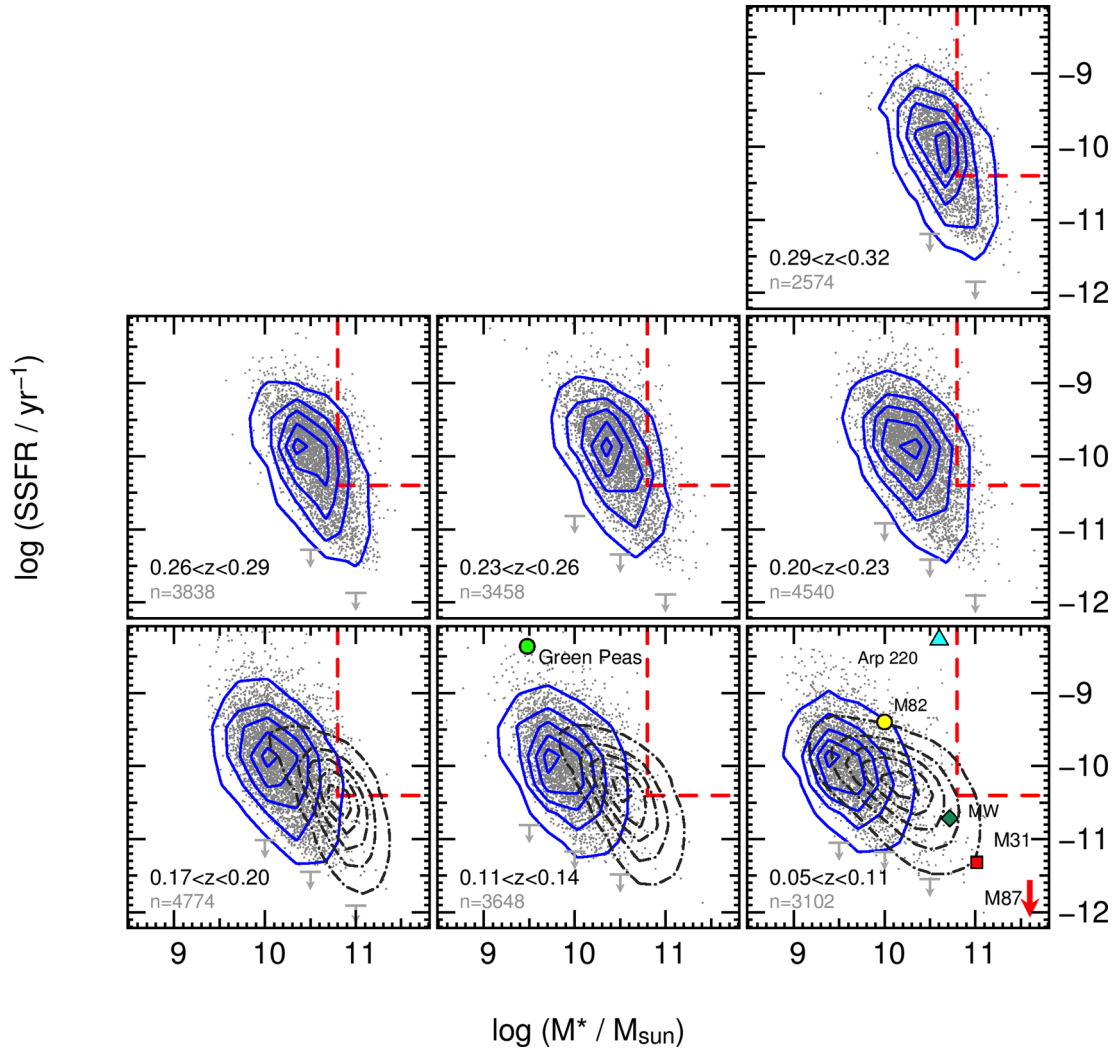 −9
−10
−11
−12
0.29<z<0.32
n=2574
log (SSFR / yr⁻¹)
9 10 11
0.26<z<0.29
n=3838
0.23<z<0.26
n=3458
0.20<z<0.23
n=4540
−9
−10
−11
−12
0.17<z<0.20
n=4774
Green Peas
0.11<z<0.14
n=3648
Arp 220
M82
MW
M31
M87
0.05<z<0.11
n=3102
−9
−10
−11
−12
9 10 11
9 10 11
9 10 11
log (M* / Msun)